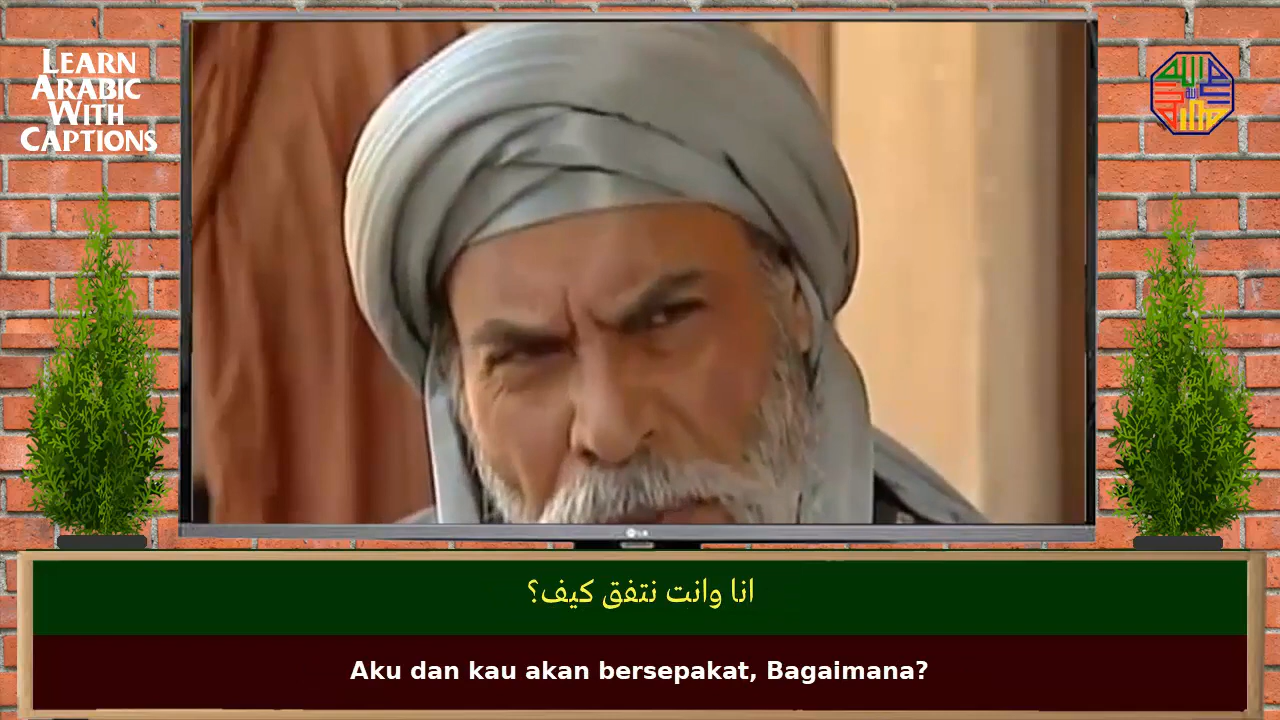 LEARN
ARABIC
WITH
CAPTIONS
انا وانت نتفق كيف؟
Aku dan kau akan bersepakat, Bagaimana?